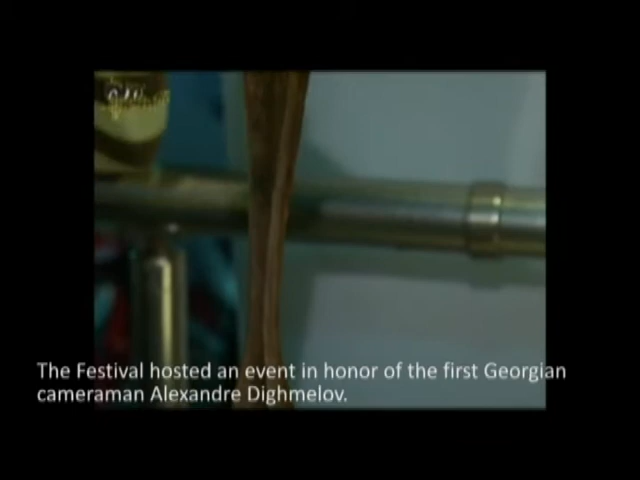 The Festival hosted an event in honor of the first Georgian
cameraman Alexandre Dighmelov.